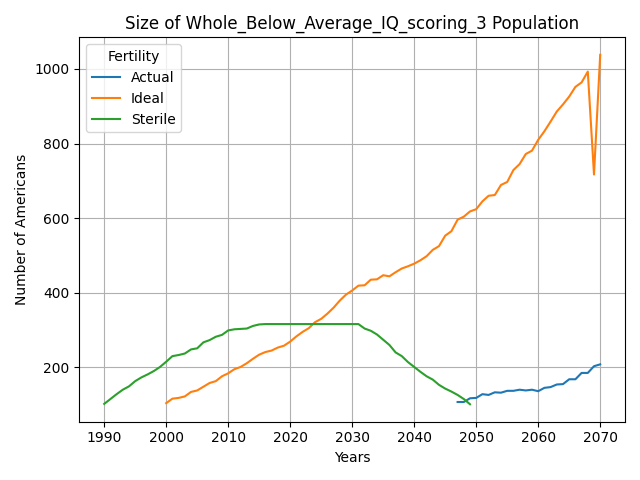 Size of Whole_Below_Average_IQ_scoring_3 Population
Fertility
Actual
Ideal
Sterile
Number of Americans
1000
800
600
400
200
1990 2000 2010 2020 2030 2040 2050 2060 2070
Years